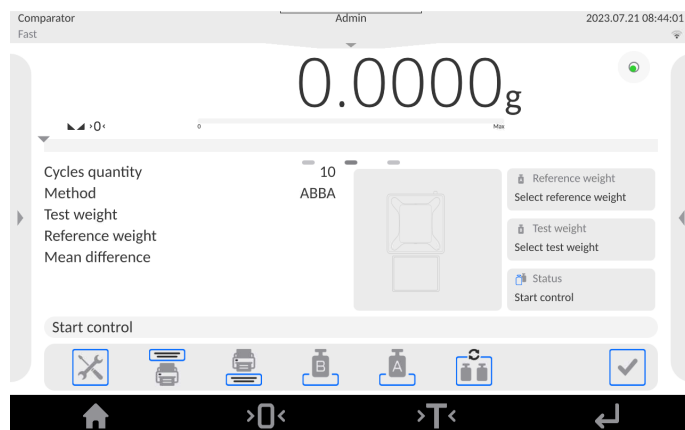 Comparator Admin 2023.07.21 08:44:01
Fast
0.0000g
>0<
0 Max
Cycles quantity 10
Method ABBA
Test weight
Reference weight
Mean difference
Reference weight
Select reference weight
Test weight
Select test weight
Status
Start control
Start control
B A
>0< >T<